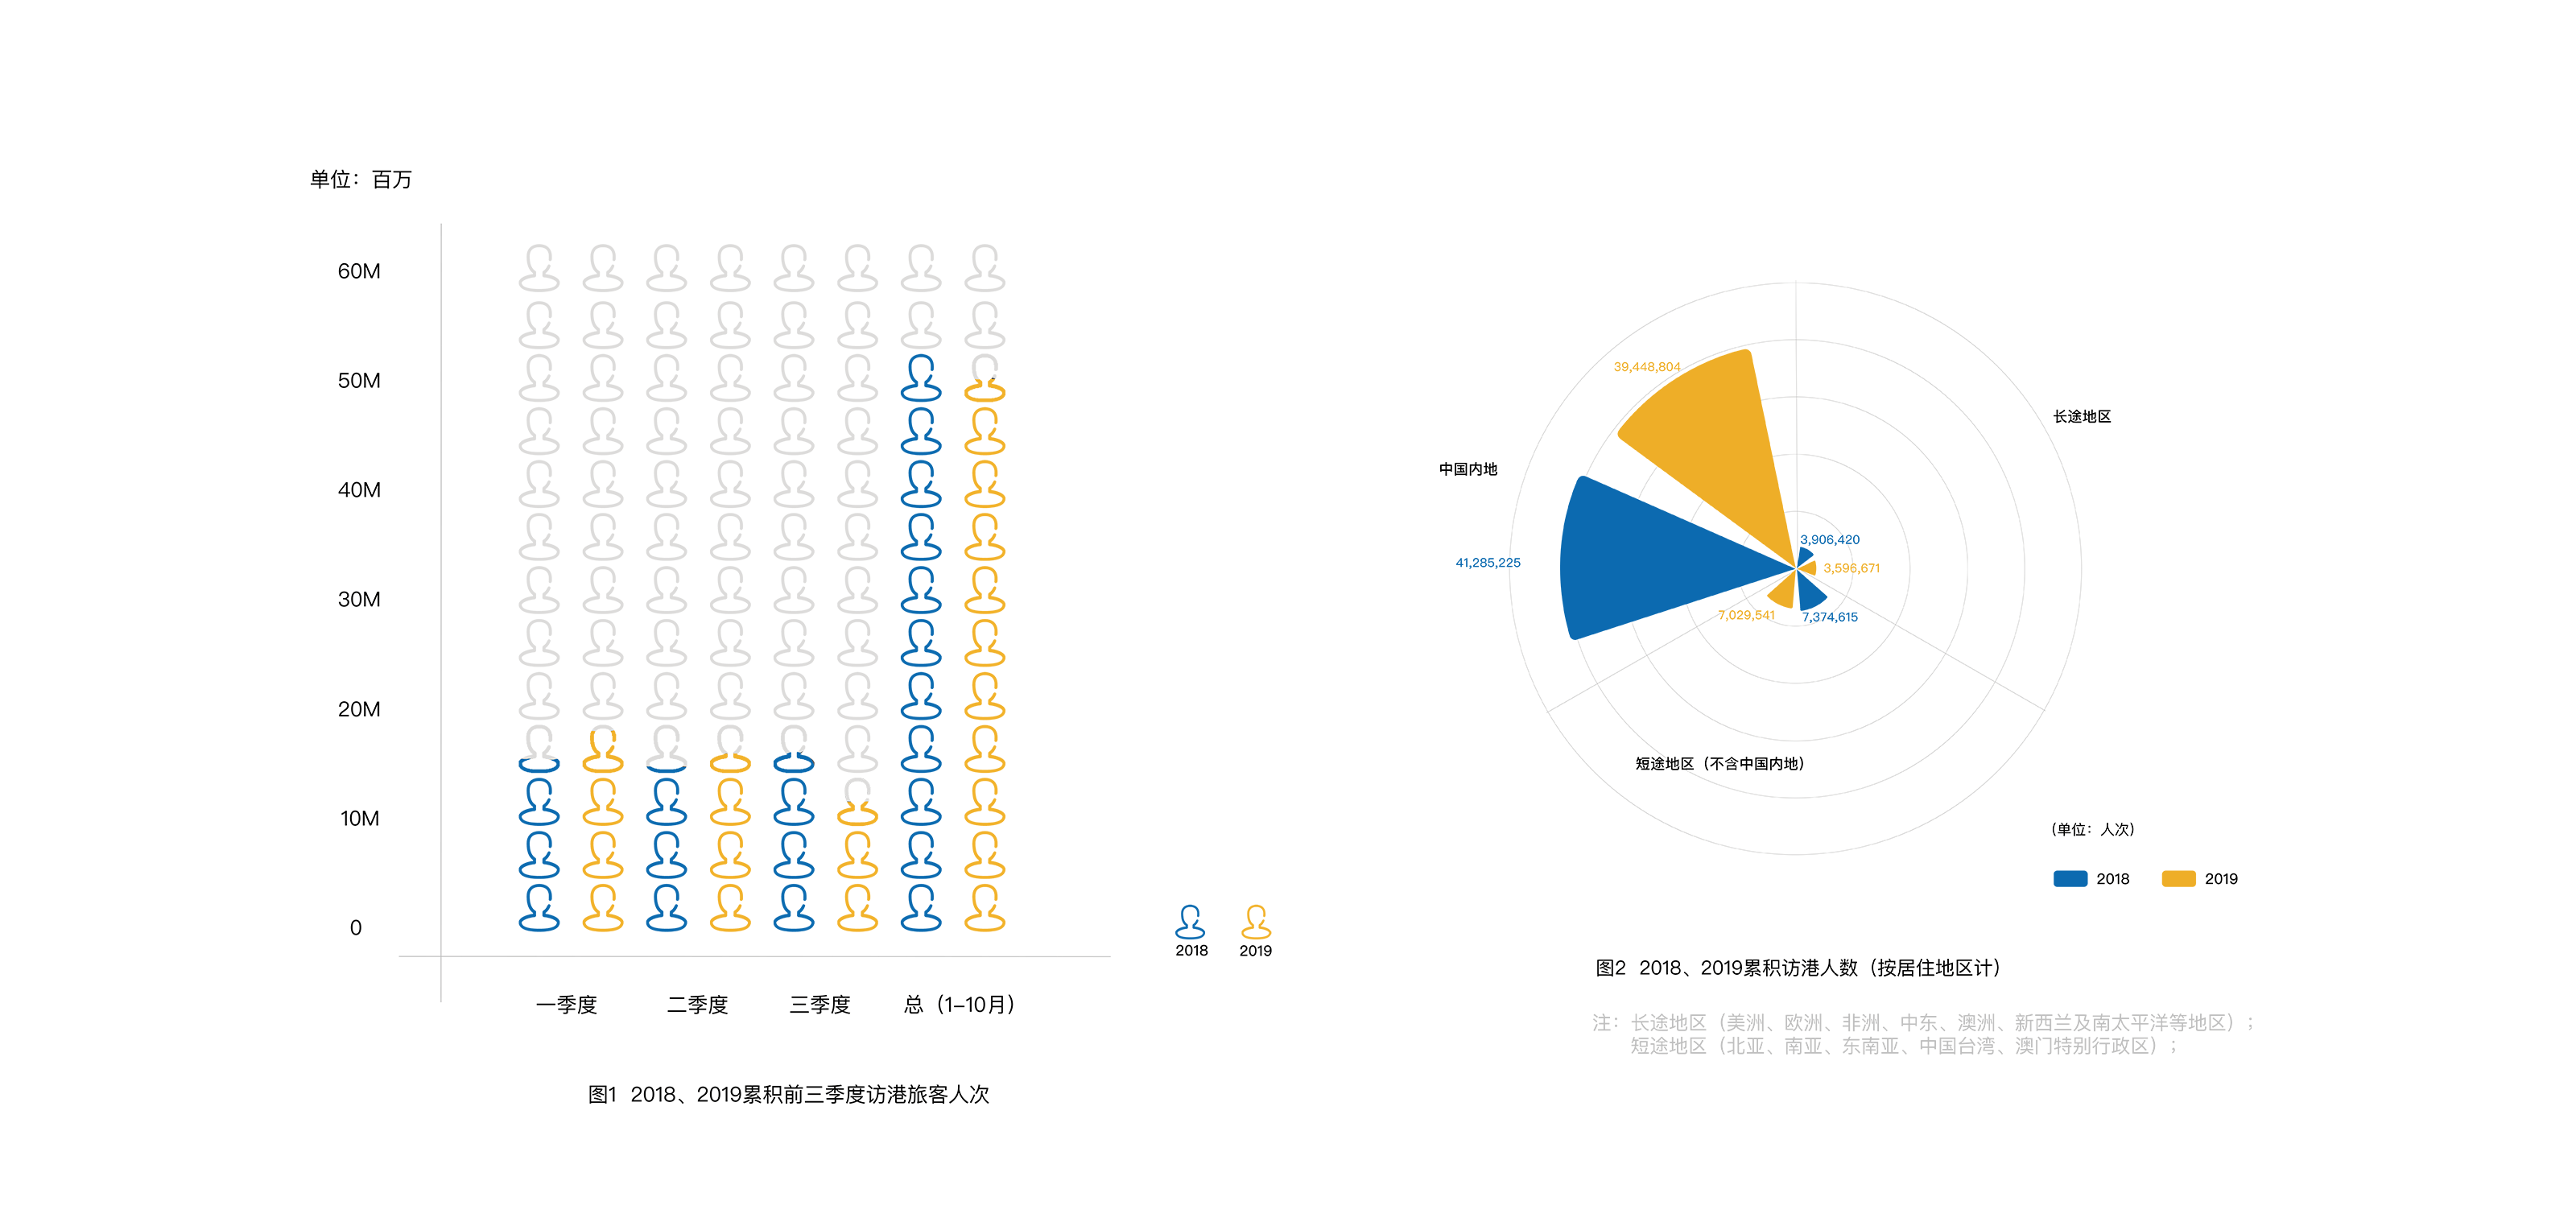 单位：百万
60M
50M
40M
30M
20M
10M
0
一季度
二季度
三季度
总（1–10月）
2018
2019
图1 2018、2019累积前三季度访港旅客人次
39,448,804
长途地区
中国内地
3,906,420
41,285,225
3,596,671
7,029,541
7,374,615
短途地区（不含中国内地）
（单位：人次）
2018
2019
图2 2018、2019累积访港人数（按居住地区计）
注：长途地区（美洲、欧洲、非洲、中东、澳洲、新西兰及南太平洋等地区）；
短途地区（北亚、南亚、东南亚、中国台湾、澳门特别行政区）；